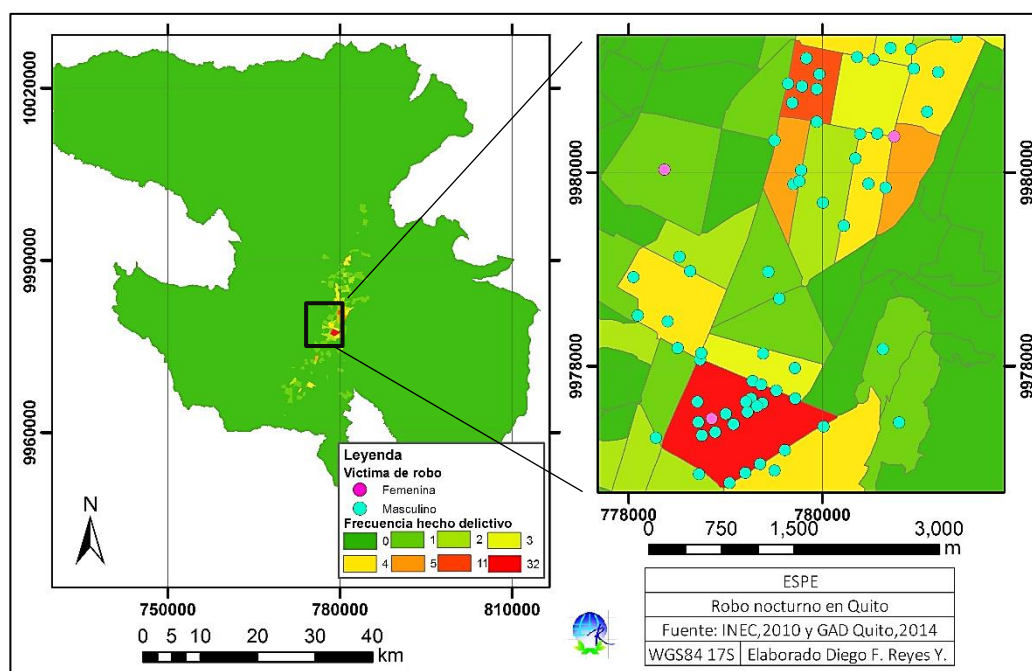 10020000
9990000
9960000
750000
780000
810000
0 5 10 20 30 40
km
N
Leyenda
Victima de robo
Femenina
Masculino
Frecuencia hecho delictivo
0 1 2 3
4 5 11 32
9980000
9978000
9980000
9978000
778000
780000
0 750 1,500 3,000
m
ESPE
Robo nocturno en Quito
Fuente: INEC,2010 y GAD Quito,2014
WGS84 17S Elaborado Diego F. Reyes Y.
R